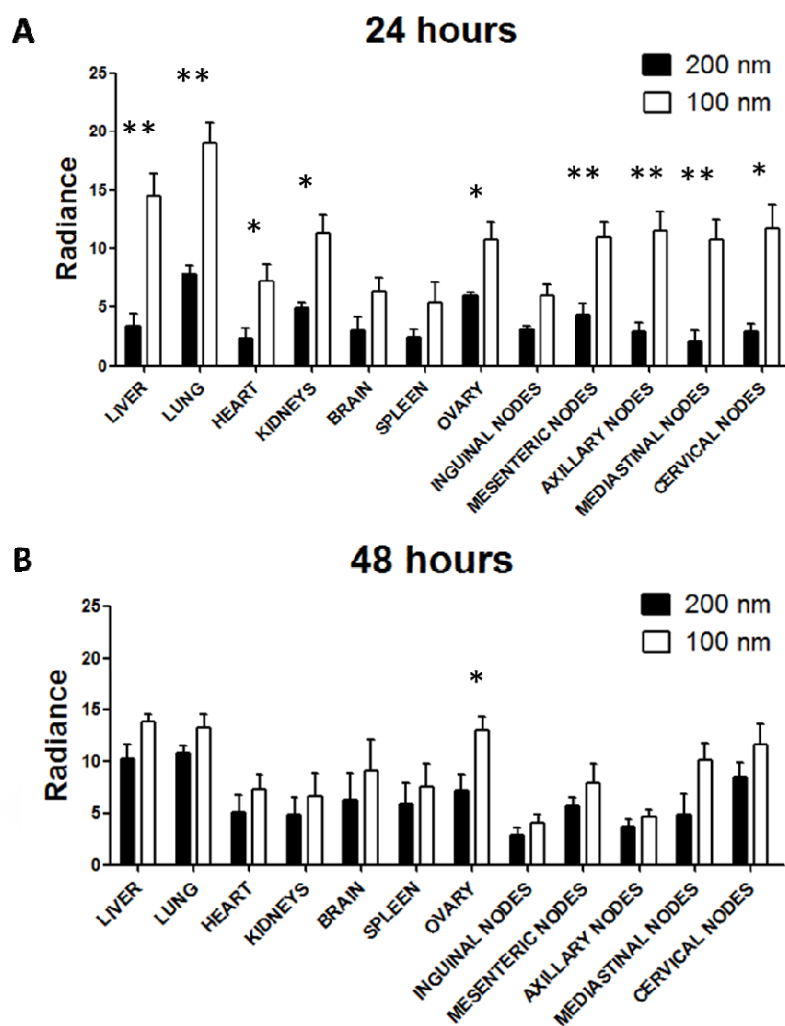 A
24 hours
200 nm
100 nm
Radiance
25
20
15
10
5
0
** ** * * * ** ** ** *
LIVER
LUNG
HEART
KIDNEYS
BRAIN
SPLEEN
OVARY
INGUINAL NODES
MESENTERIC NODES
AXILLARY NODES
MEDIASTINAL NODES
CERVICAL NODES
B
48 hours
200 nm
100 nm
Radiance
25
20
15
10
5
0
*
LIVER
LUNG
HEART
KIDNEYS
BRAIN
SPLEEN
OVARY
INGUINAL NODES
MESENTERIC NODES
AXILLARY NODES
MEDIASTINAL NODES
CERVICAL NODES